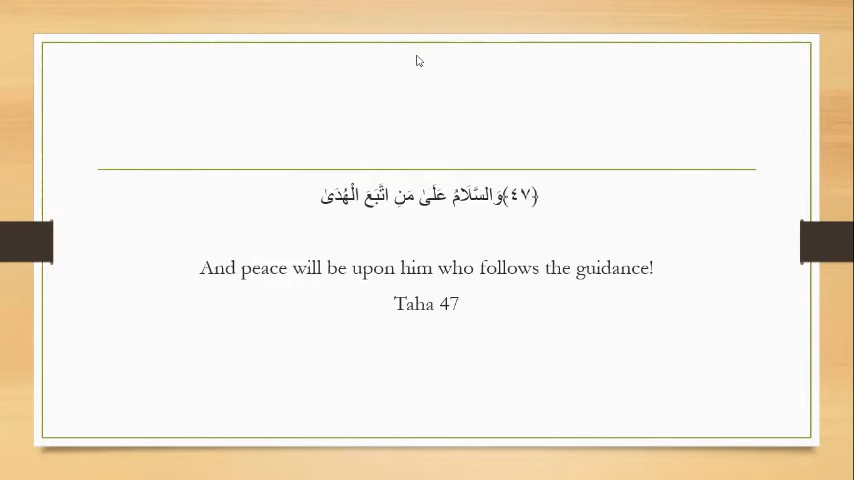 ﴿٤٧﴾وَالسَّلَامُ عَلَىٰ مَنِ اتَّبَعَ الْهُدَىٰ
And peace will be upon him who follows the guidance!
Taha 47